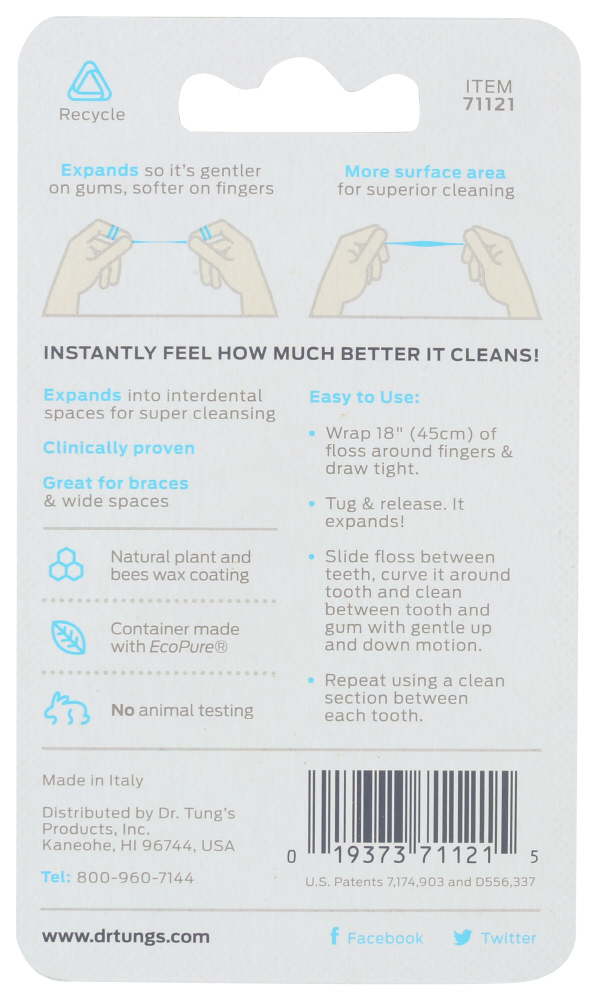 Recycle
ITEM
71121
Expands so it's gentler
on gums, softer on fingers
More surface area
for superior cleaning
INSTANTLY FEEL HOW MUCH BETTER IT CLEANS!
Expands into interdental
spaces for super cleansing
Clinically proven
Great for braces
& wide spaces
Natural plant and
bees wax coating
Container made
with EcoPure®
No animal testing
Easy to Use:
• Wrap 18" (45cm) of
floss around fingers &
draw tight.
• Tug & release. It
expands!
• Slide floss between
teeth, curve it around
tooth and clean
between tooth and
gum with gentle up
and down motion.
• Repeat using a clean
section between
each tooth.
Made in Italy
Distributed by Dr. Tung's
Products, Inc.
Kaneohe, HI 96744, USA
Tel: 800-960-7144
0 19373 71121 5
U.S. Patents 7,174,903 and D556,337
www.drtungs.com
Facebook
Twitter